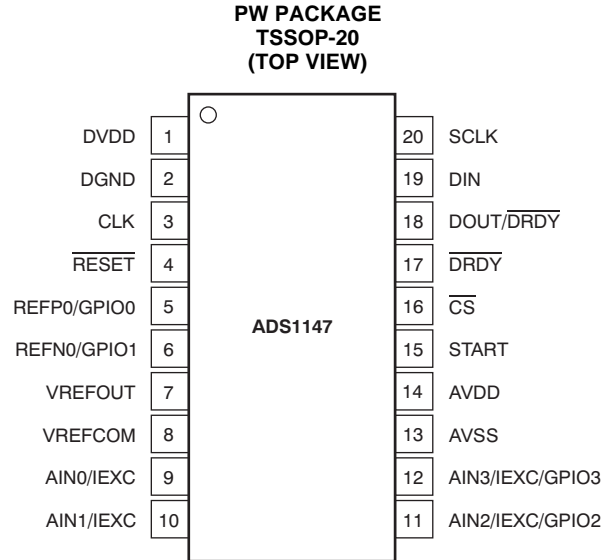 PW PACKAGE
TSSOP-20
(TOP VIEW)
DVDD 1 20 SCLK
DGND 2 19 DIN
CLK 3 18 DOUT/DRDY
RESET 4 17 DRDY
REFP0/GPIO0 5 16 CS
REFN0/GPIO1 6 ADS1147 15 START
VREFOUT 7 14 AVDD
VREFCOM 8 13 AVSS
AIN0/IEXC 9 12 AIN3/IEXC/GPIO3
AIN1/IEXC 10 11 AIN2/IEXC/GPIO2